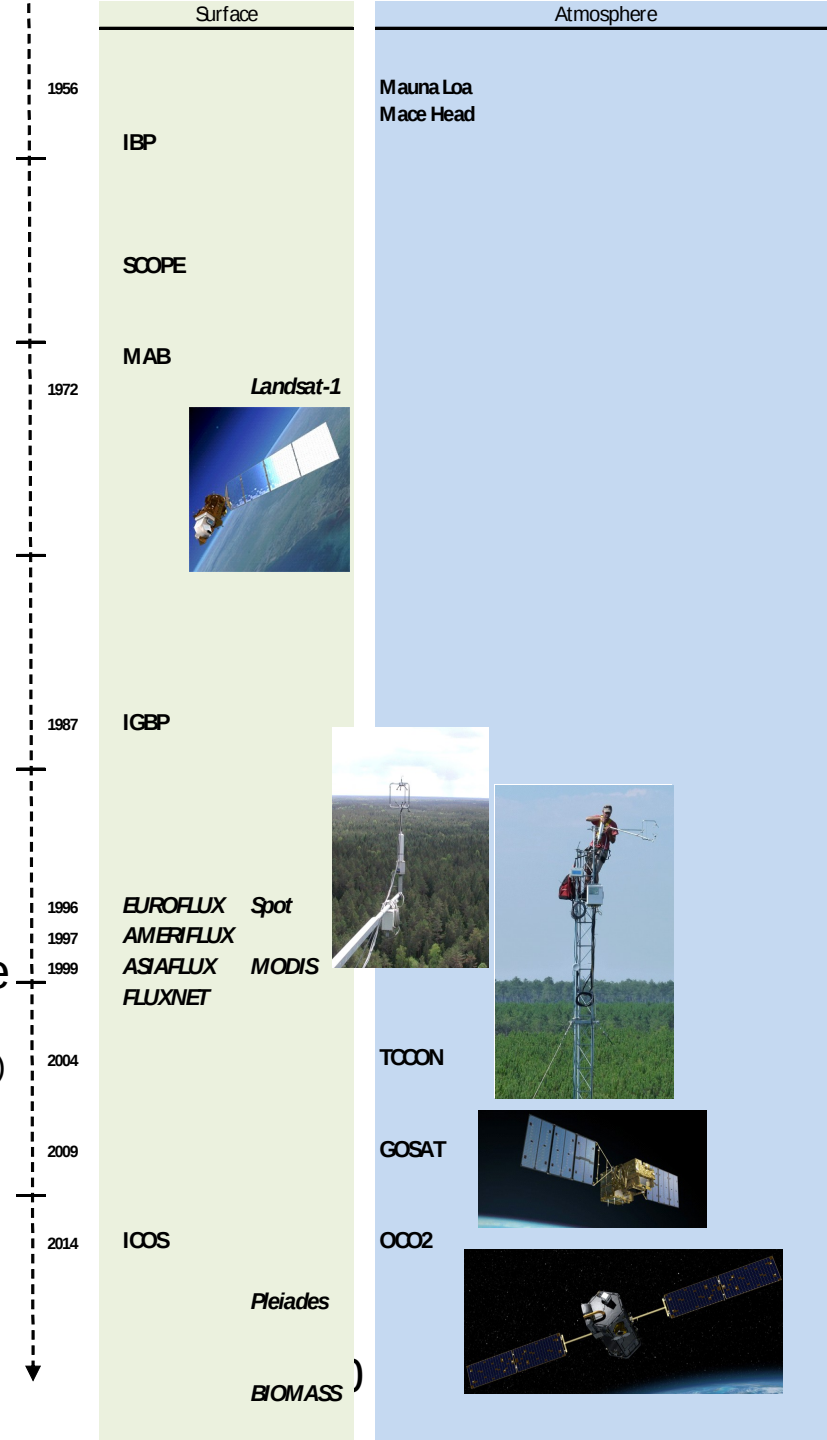 Surface Atmosphere
1956 Mauna Loa
Mace Head
IBP
SCOPE
MAB
1972 Landsat-1
1987 IGBP
1996 EUROFLUX Spot
1997 AMERIFLUX
e 1999 ASIAFLUX MODIS
FLUXNET
) 2004 TCCON
2009 GOSAT
2014 ICOS OCO2
Pleiades
)
BIOMASS